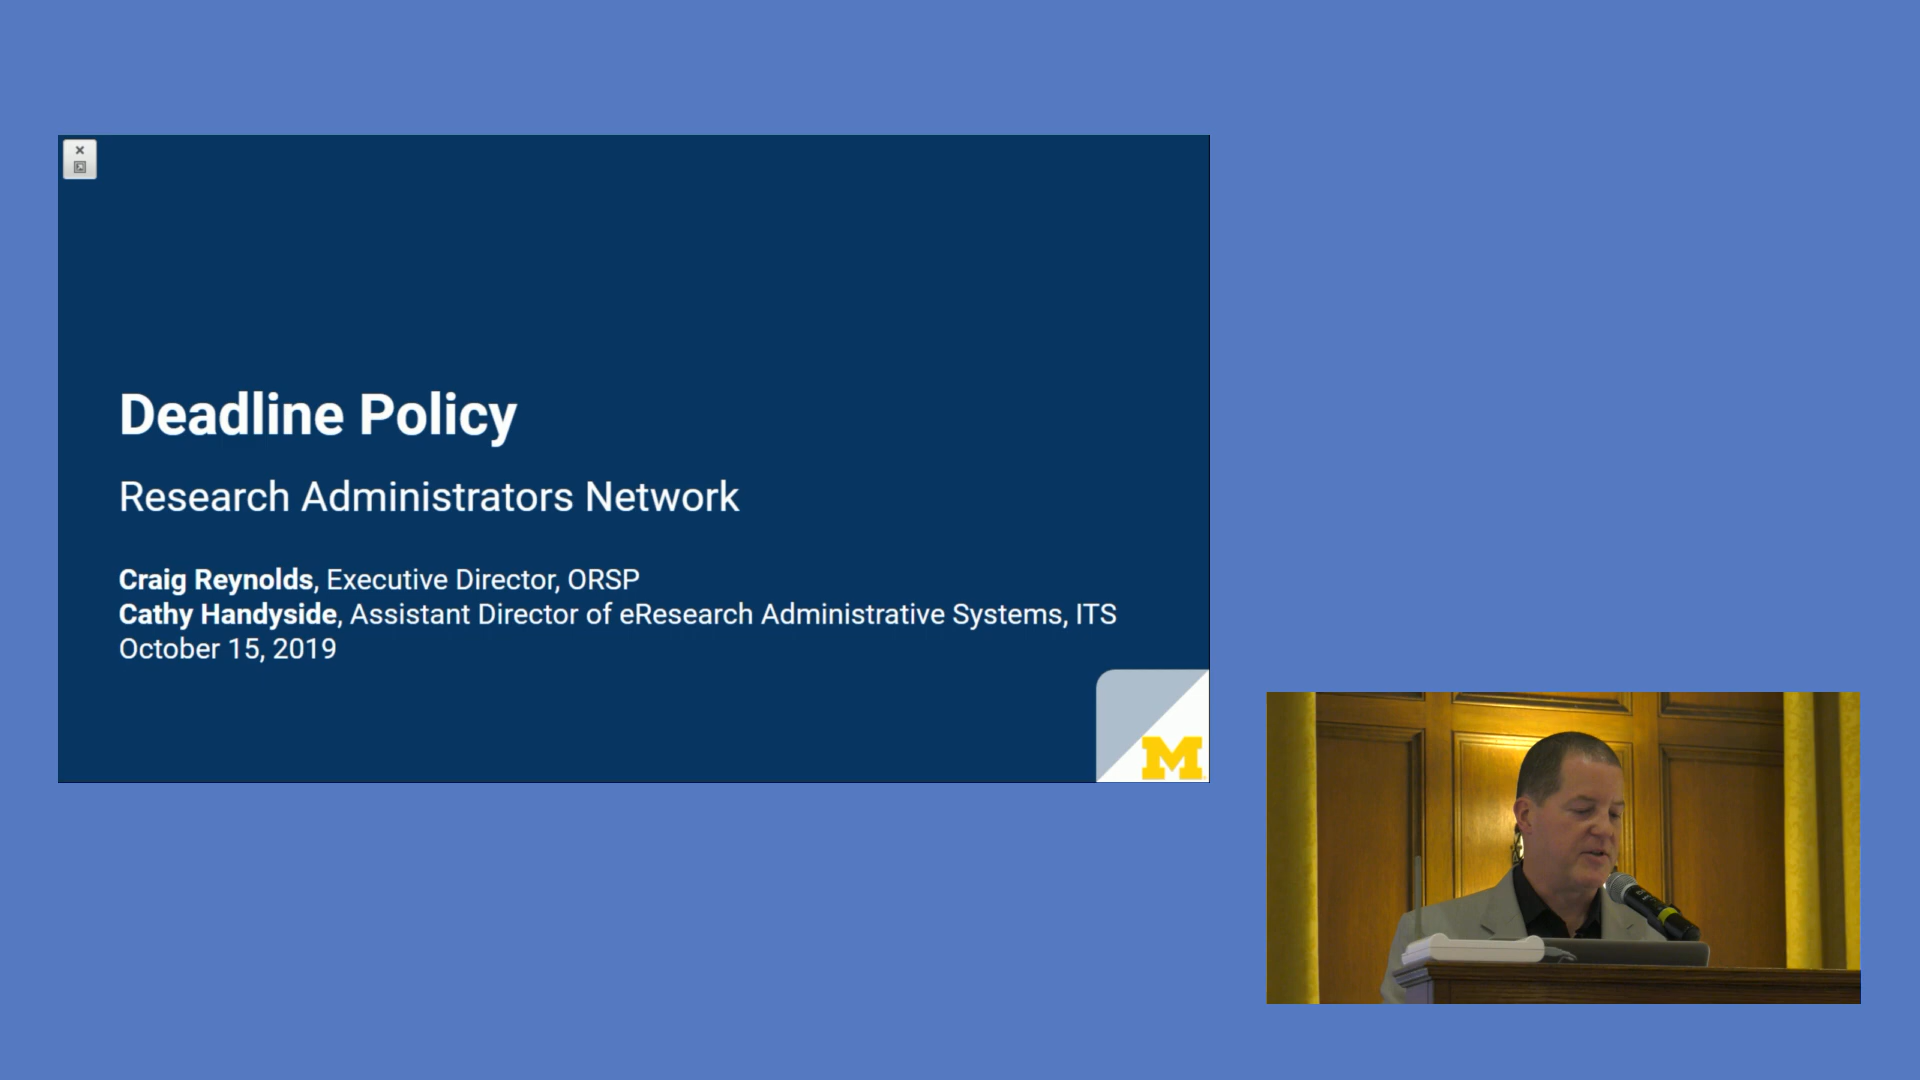 Deadline Policy
Research Administrators Network
Craig Reynolds, Executive Director, ORSP
Cathy Handyside, Assistant Director of eResearch Administrative Systems, ITS
October 15, 2019
M